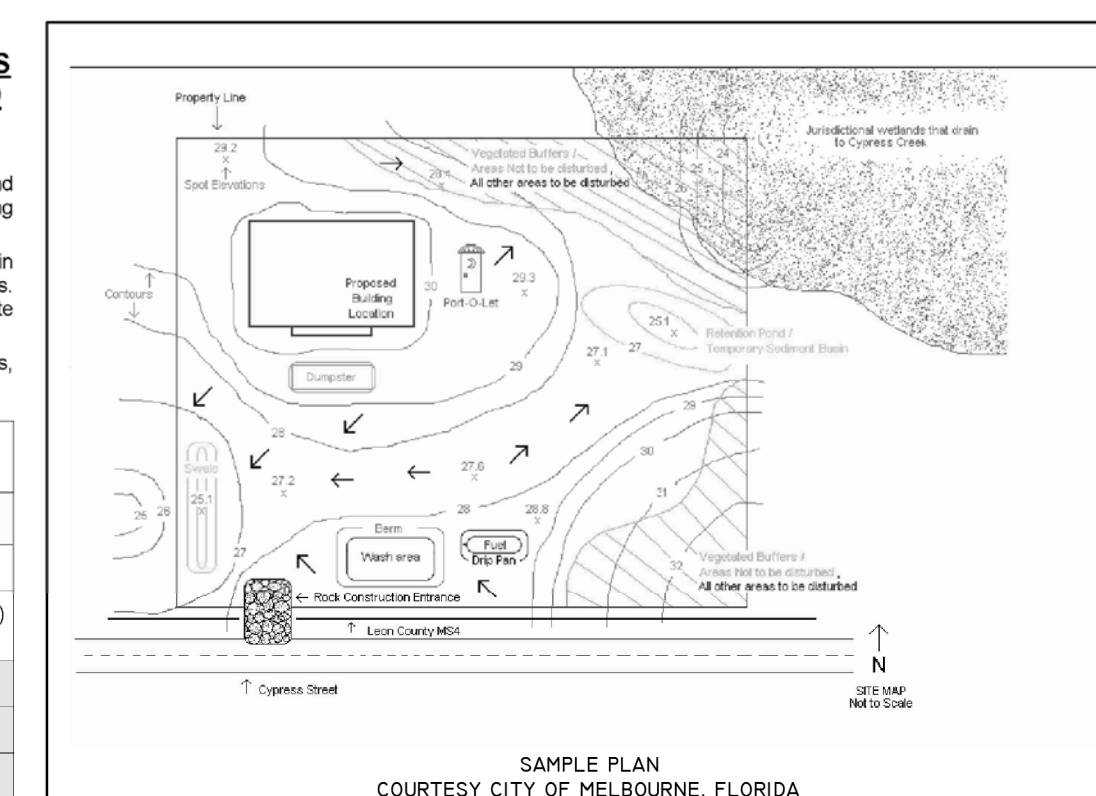 S
nd
ng
in
s.
te
s,
)
Property Line
29.2
x
Spot Elevations
Vegetated Buffers /
Areas Not to be disturbed
All other areas to be disturbed
28.4
Jurisdictional wetlands that drain
to Cypress Creek
24
25
26
Contours
Proposed
Building
Location
30
Port-O-Let
29.3
x
25.1
x
27
Retention Pond /
Temporary Sediment Basin
27.1
x
29
Dumpster
28
29
30
31
32
Swale
25.1
x
25
26
27
27.2
x
27.6
x
28
28.8
x
Berm
Wash area
Fuel
Drip Pan
Vegetated Buffers /
Areas Not to be disturbed
All other areas to be disturbed
Rock Construction Entrance
Leon County MS4
Cypress Street
N
SITE MAP
Not to Scale
SAMPLE PLAN
COURTESY CITY OF MELBOURNE, FLORIDA